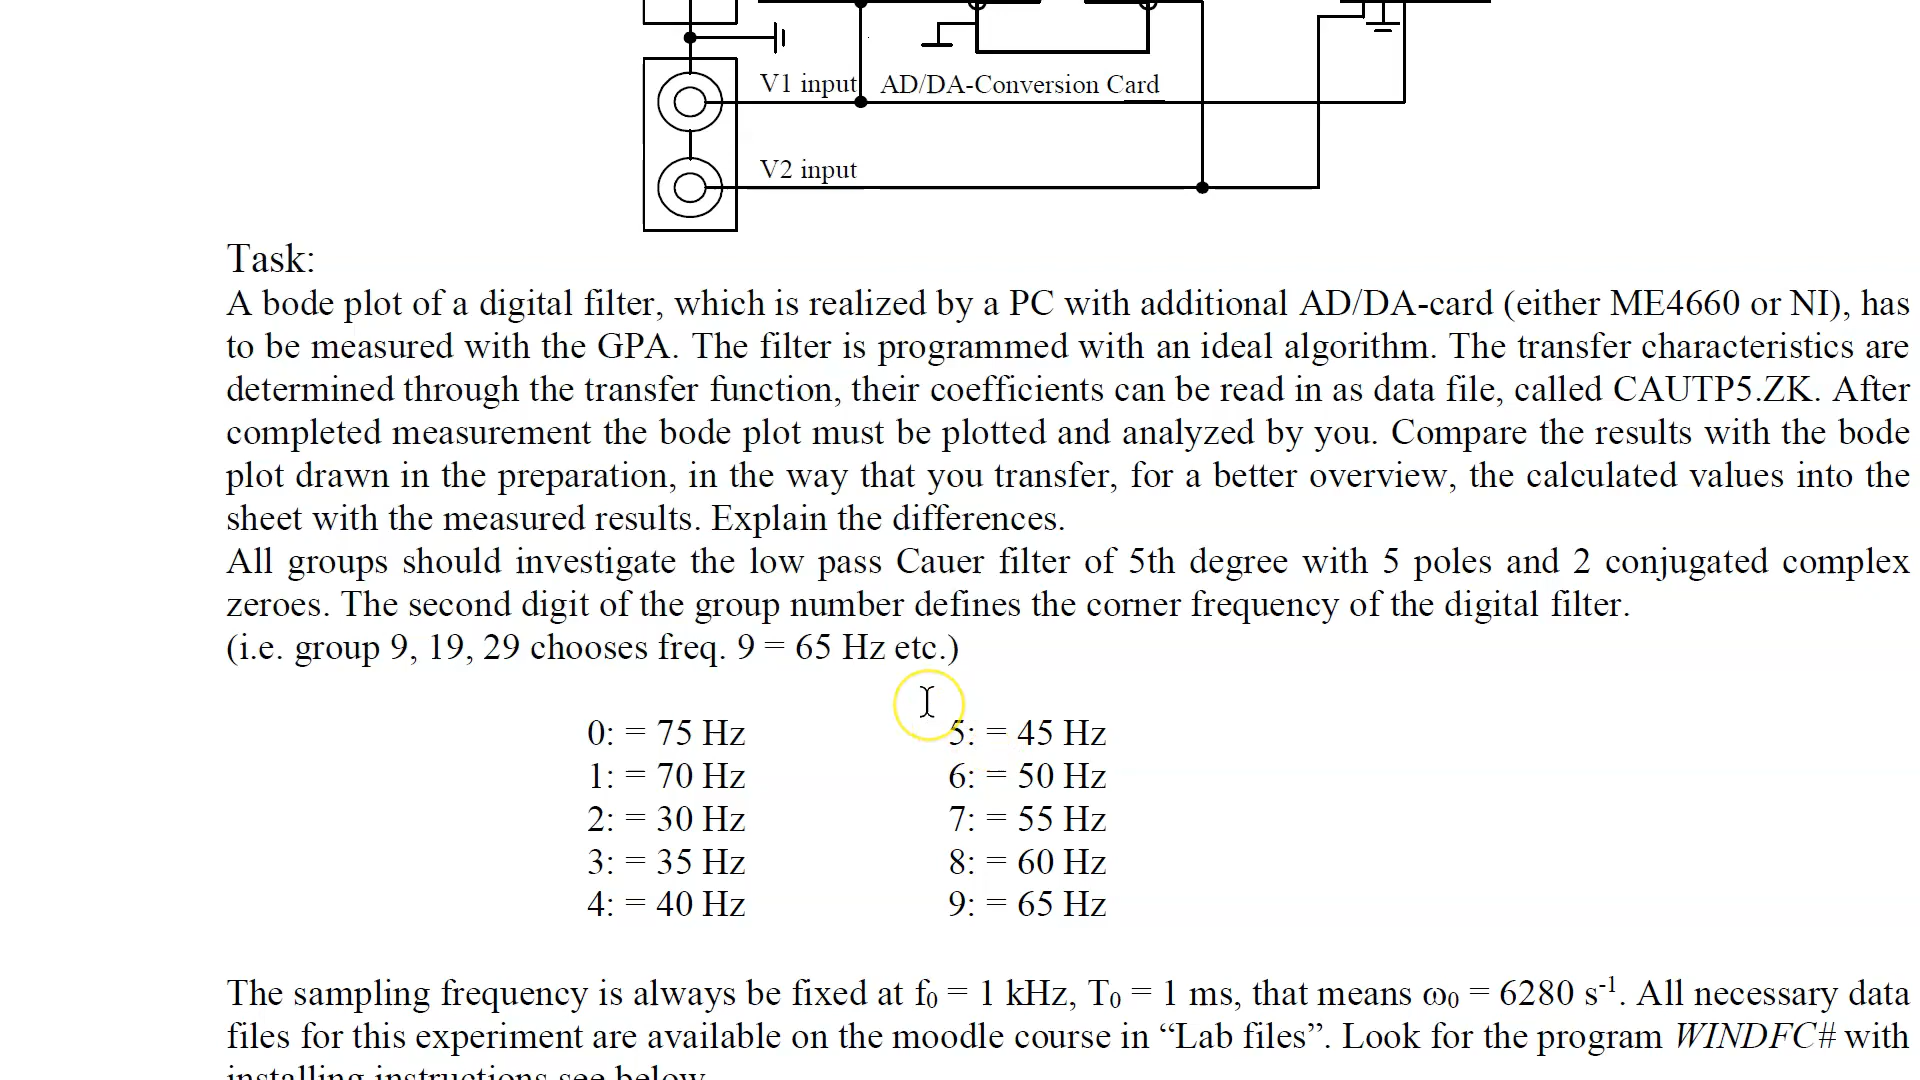 V1 input AD/DA-Conversion Card
V2 input
Task:
A bode plot of a digital filter, which is realized by a PC with additional AD/DA-card (either ME4660 or NI), has
to be measured with the GPA. The filter is programmed with an ideal algorithm. The transfer characteristics are
determined through the transfer function, their coefficients can be read in as data file, called CAUTP5.ZK. After
completed measurement the bode plot must be plotted and analyzed by you. Compare the results with the bode
plot drawn in the preparation, in the way that you transfer, for a better overview, the calculated values into the
sheet with the measured results. Explain the differences.
All groups should investigate the low pass Cauer filter of 5th degree with 5 poles and 2 conjugated complex
zeroes. The second digit of the group number defines the corner frequency of the digital filter.
(i.e. group 9, 19, 29 chooses freq. 9 = 65 Hz etc.)
0: = 75 Hz 5: = 45 Hz
1: = 70 Hz 6: = 50 Hz
2: = 30 Hz 7: = 55 Hz
3: = 35 Hz 8: = 60 Hz
4: = 40 Hz 9: = 65 Hz
The sampling frequency is always be fixed at f₀ = 1 kHz, T₀ = 1 ms, that means ω₀ = 6280 s⁻¹. All necessary data
files for this experiment are available on the moodle course in “Lab files”. Look for the program WINDFC# with
installing instructions see below